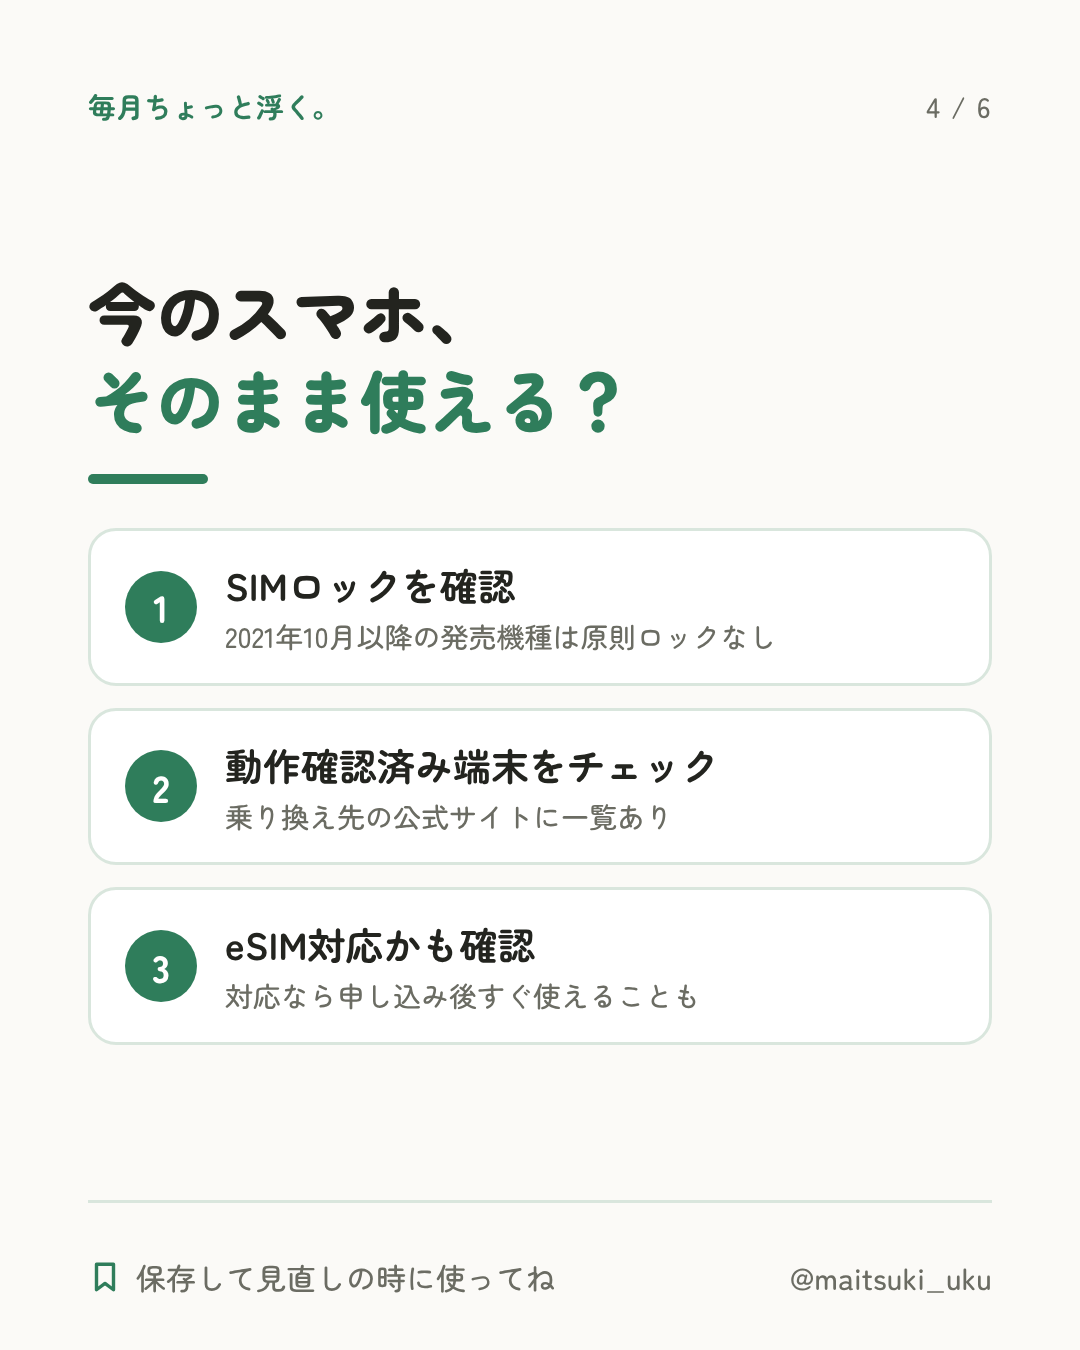 毎月ちょっと浮く。
4 / 6
今のスマホ、
そのまま使える？
1
SIMロックを確認
2021年10月以降の発売機種は原則ロックなし
2
動作確認済み端末をチェック
乗り換え先の公式サイトに一覧あり
3
eSIM対応かも確認
対応なら申し込み後すぐ使えることも
保存して見直しの時に使ってね
@maitsuki_uku